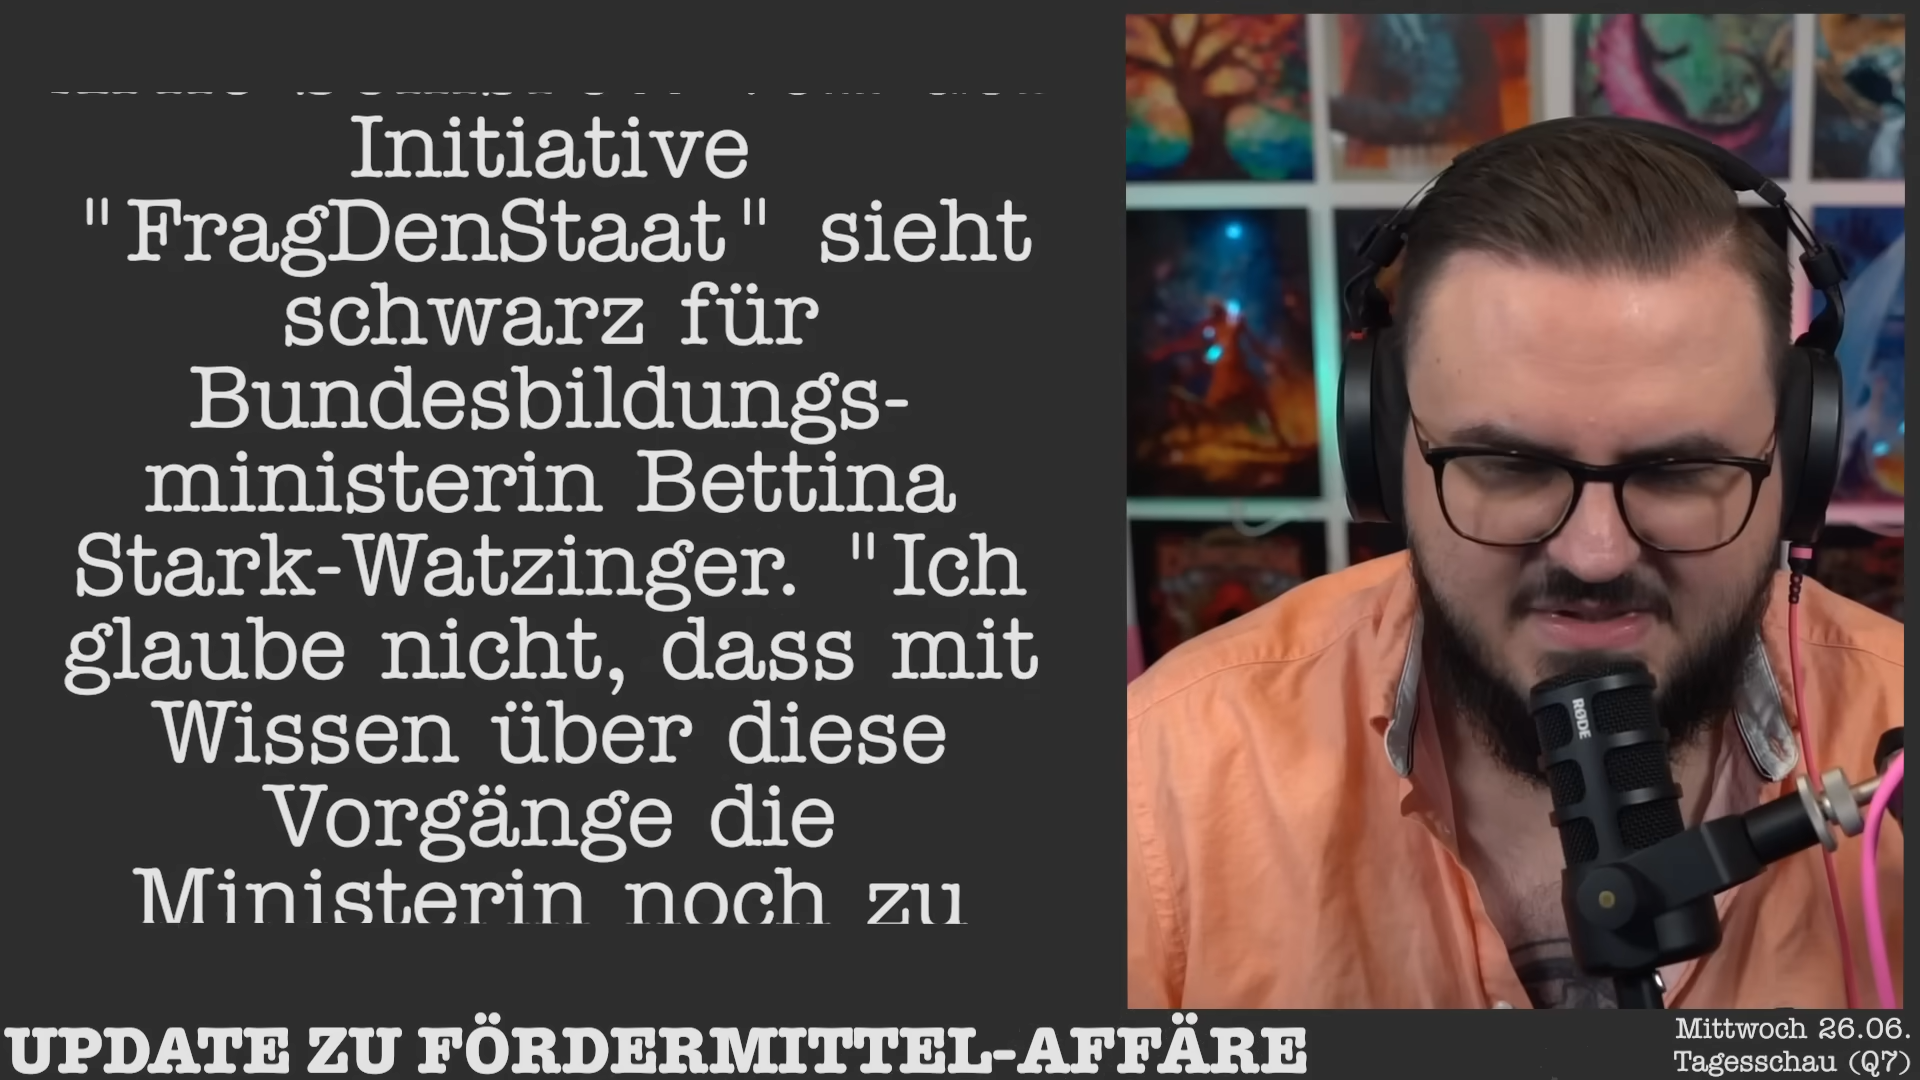 Initiative
"FragDenStaat" sieht
schwarz für
Bundesbildungs-
ministerin Bettina
Stark-Watzinger. "Ich
glaube nicht, dass mit
Wissen über diese
Vorgänge die
Ministerin noch zu
RØDE
UPDATE ZU FÖRDERMITTEL-AFFÄRE
Mittwoch 26.06.
Tagesschau (Q7)